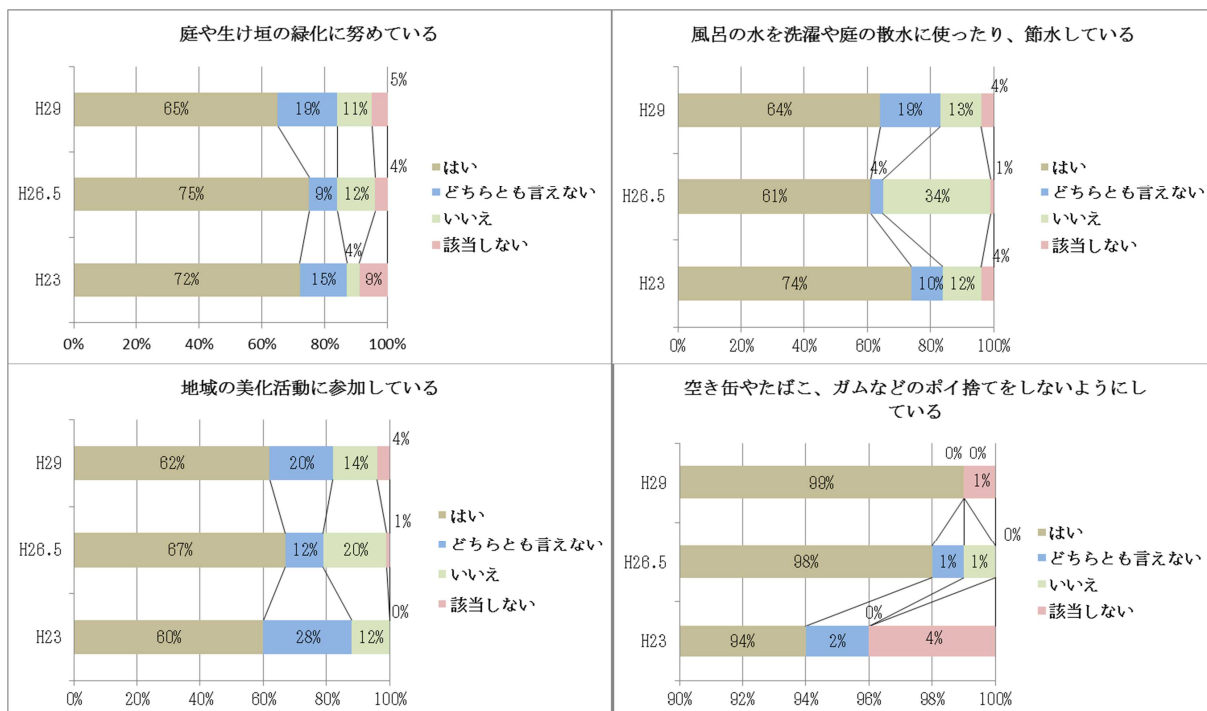 庭や生け垣の緑化に努めている
5%
H29
65%
19%
11%
4%
H26.5
75%
9%
12%
4%
H23
72%
15%
9%
0% 20% 40% 60% 80% 100%
はい
どちらとも言えない
いいえ
該当しない
風呂の水を洗濯や庭の散水に使ったり、節水している
4%
H29
64%
19%
13%
4%
1%
H26.5
61%
34%
4%
H23
74%
10%
12%
0% 20% 40% 60% 80% 100%
はい
どちらとも言えない
いいえ
該当しない
地域の美化活動に参加している
4%
H29
62%
20%
14%
1%
H26.5
67%
12%
20%
0%
H23
60%
28%
12%
0% 20% 40% 60% 80% 100%
はい
どちらとも言えない
いいえ
該当しない
空き缶やたばこ、ガムなどのポイ捨てをしないようにし
ている
0% 0%
H29
99%
1%
0%
H26.5
98%
1%
1%
0%
H23
94%
2%
4%
90% 92% 94% 96% 98% 100%
はい
どちらとも言えない
いいえ
該当しない